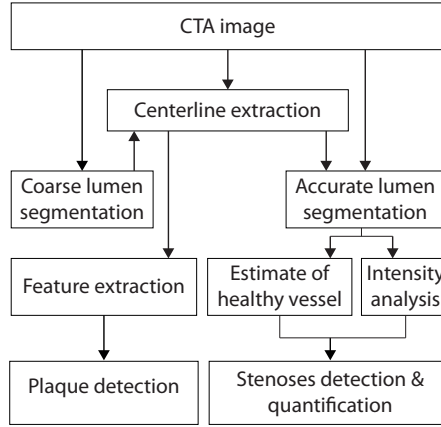 CTA image
Centerline extraction
Coarse lumen
segmentation
Accurate lumen
segmentation
Feature extraction
Estimate of
healthy vessel
Intensity
analysis
Plaque detection
Stenoses detection &
quantification